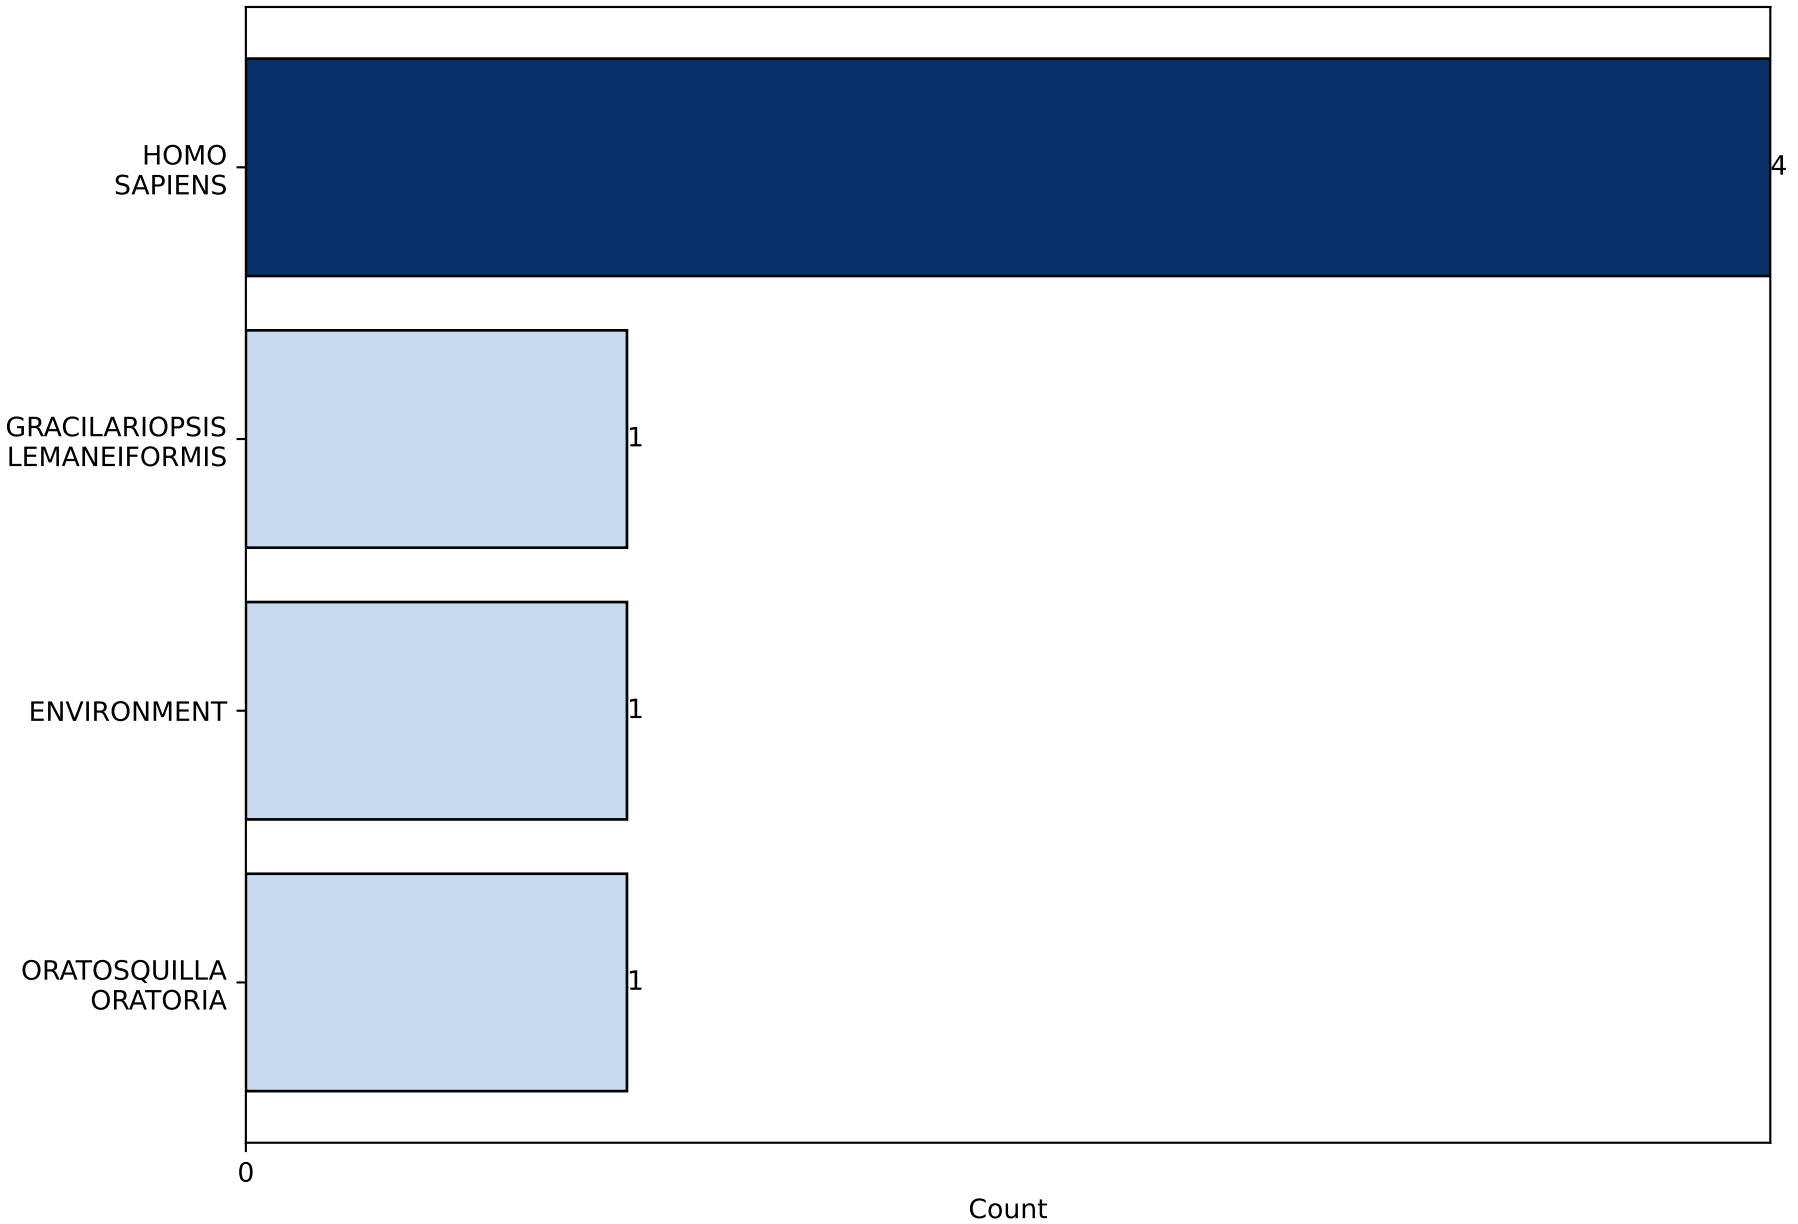 HOMO
SAPIENS
4
GRACILARIOPSIS
LEMANEIFORMIS
1
ENVIRONMENT
1
ORATOSQUILLA
ORATORIA
1
0
Count